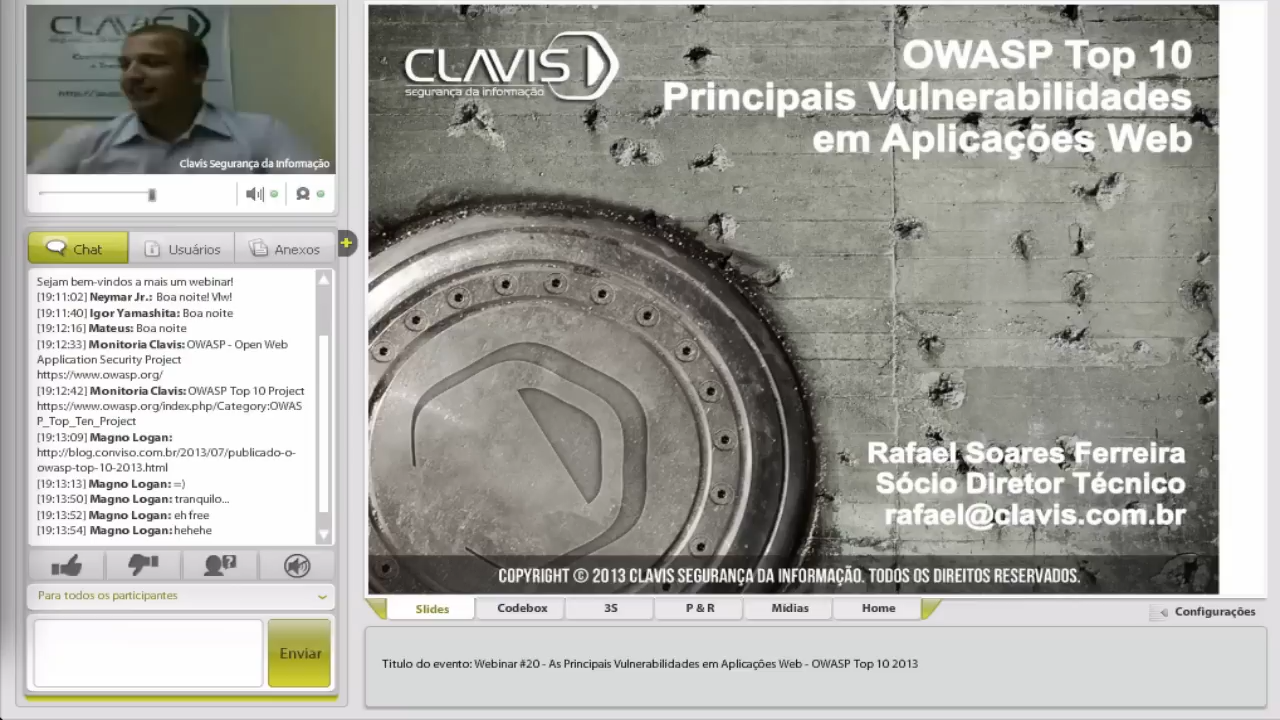 CLAVIS
Clavis Segurança da Informação
Chat
Usuários
Anexos
Sejam bem-vindos a mais um webinar!
[19:11:02] Neymar Jr.: Boa noite! Vlw!
[19:11:40] Igor Yamashita: Boa noite
[19:12:16] Mateus: Boa noite
[19:12:33] Monitoria Clavis: OWASP - Open Web
Application Security Project
https://www.owasp.org/
[19:12:42] Monitoria Clavis: OWASP Top 10 Project
https://www.owasp.org/index.php/Category:OWAS
P_Top_Ten_Project
[19:13:09] Magno Logan:
http://blog.conviso.com.br/2013/07/publicado-o-
owasp-top-10-2013.html
[19:13:13] Magno Logan: =)
[19:13:50] Magno Logan: tranquilo...
[19:13:52] Magno Logan: eh free
[19:13:54] Magno Logan: hehehe
Para todos os participantes
Enviar
CLAVIS
segurança da informação
OWASP Top 10
Principais Vulnerabilidades
em Aplicações Web
Rafael Soares Ferreira
Sócio Diretor Técnico
rafael@clavis.com.br
COPYRIGHT © 2013 CLAVIS SEGURANÇA DA INFORMAÇÃO. TODOS OS DIREITOS RESERVADOS.
Slides
Codebox
3S
P & R
Mídias
Home
Configurações
Titulo do evento: Webinar #20 - As Principais Vulnerabilidades em Aplicações Web - OWASP Top 10 2013